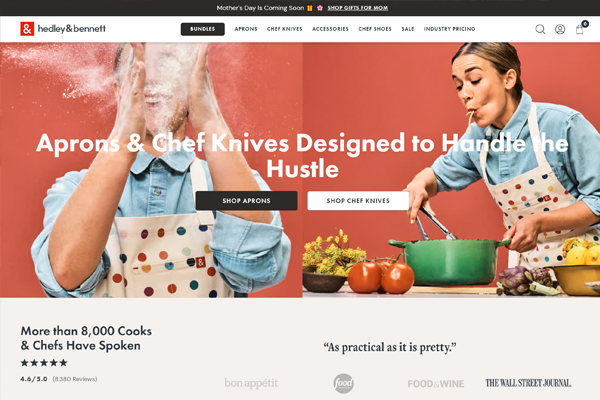 Mother's Day Is Coming Soon SHOP GIFTS FOR MOM
& hedley&bennett BUNDLES APRONS CHEF KNIVES ACCESSORIES CHEF SHOES SALE INDUSTRY PRICING 0
Aprons & Chef Knives Designed to Handle the
Hustle
SHOP APRONS SHOP CHEF KNIVES
&
More than 8,000 Cooks
& Chefs Have Spoken
4.6/5.0 (8380 Reviews)
“As practical as it is pretty.”
bon appétit food network FOOD&WINE THE WALL STREET JOURNAL.